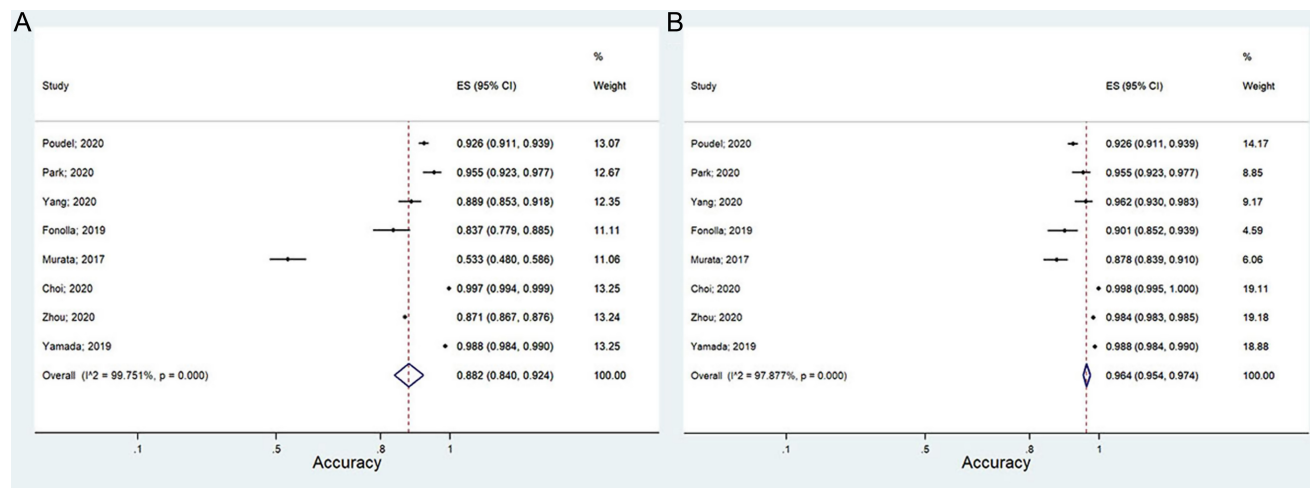 A
%
Study ES (95% CI) Weight
Poudel; 2020 0.926 (0.911, 0.939) 13.07
Park; 2020 0.955 (0.923, 0.977) 12.67
Yang; 2020 0.889 (0.853, 0.918) 12.35
Fonolla; 2019 0.837 (0.779, 0.885) 11.11
Murata; 2017 0.533 (0.480, 0.586) 11.06
Choi; 2020 0.997 (0.994, 0.999) 13.25
Zhou; 2020 0.871 (0.867, 0.876) 13.24
Yamada; 2019 0.988 (0.984, 0.990) 13.25
Overall (I^2 = 99.751%, p = 0.000) 0.882 (0.840, 0.924) 100.00
.1 .5 .8 1
Accuracy
B
%
Study ES (95% CI) Weight
Poudel; 2020 0.926 (0.911, 0.939) 14.17
Park; 2020 0.955 (0.923, 0.977) 8.85
Yang; 2020 0.962 (0.930, 0.983) 9.17
Fonolla; 2019 0.901 (0.852, 0.939) 4.59
Murata; 2017 0.878 (0.839, 0.910) 6.06
Choi; 2020 0.998 (0.995, 1.000) 19.11
Zhou; 2020 0.984 (0.983, 0.985) 19.18
Yamada; 2019 0.988 (0.984, 0.990) 18.88
Overall (I^2 = 97.877%, p = 0.000) 0.964 (0.954, 0.974) 100.00
.1 .5 .8 1
Accuracy